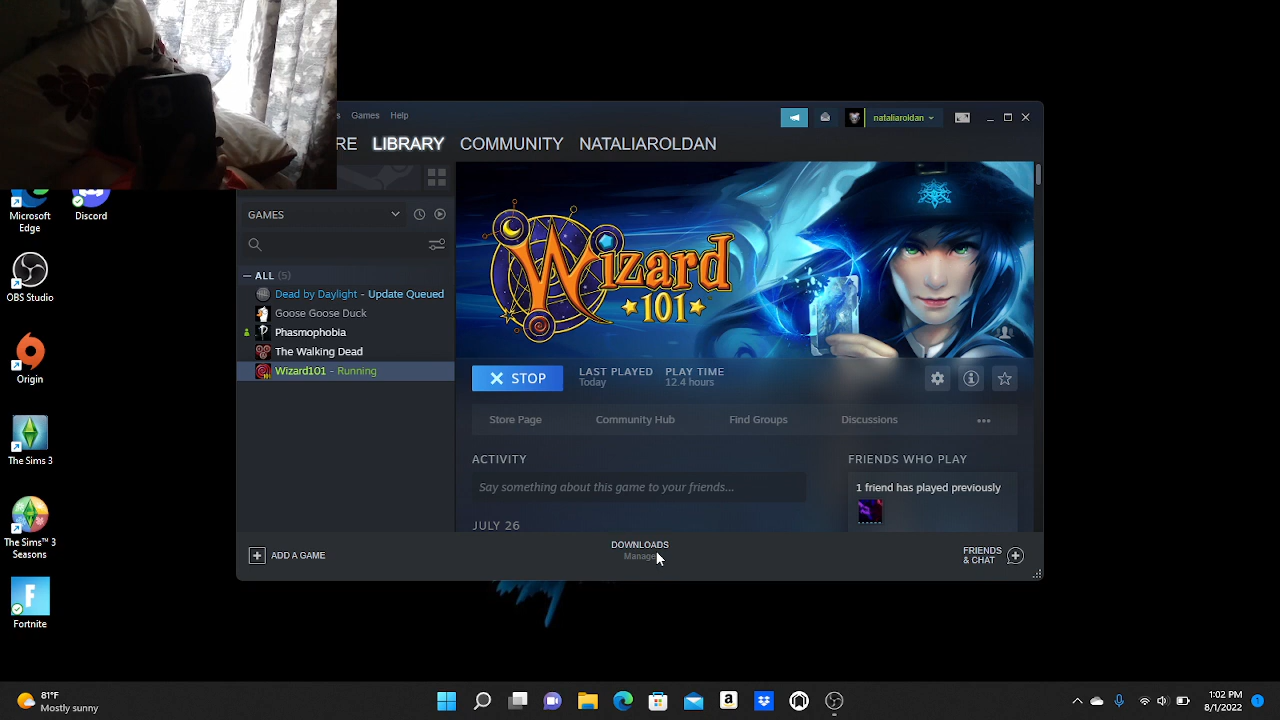 Games Help
nataliaroldan
RE LIBRARY COMMUNITY NATALIAROLDAN
Microsoft
Edge
Discord
OBS Studio
Origin
The Sims 3
The Sims™ 3
Seasons
Fortnite
GAMES
— ALL (5)
Dead by Daylight - Update Queued
Goose Goose Duck
Phasmophobia
The Walking Dead
Wizard101 - Running
Wizard
101
STOP
LAST PLAYED
Today
PLAY TIME
12.4 hours
Store Page Community Hub Find Groups Discussions
ACTIVITY
Say something about this game to your friends...
JULY 26
FRIENDS WHO PLAY
1 friend has played previously
ADD A GAME
DOWNLOADS
Manage
FRIENDS
& CHAT
81°F
Mostly sunny
1:02 PM
8/1/2022
1